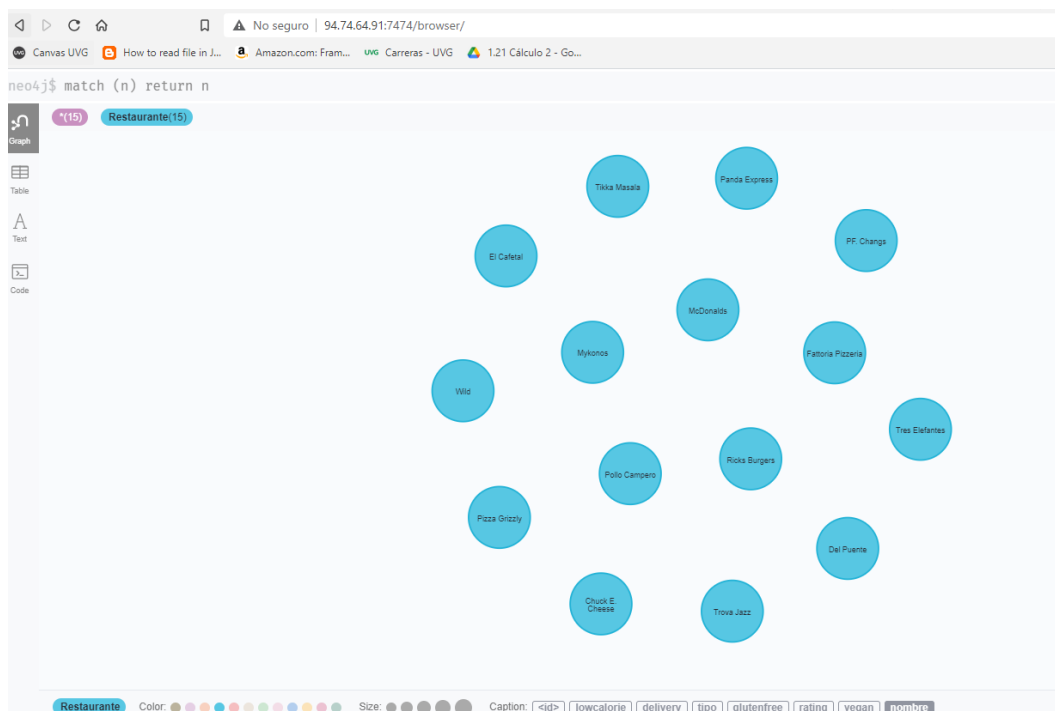 No seguro | 94.74.64.91:7474/browser/
Canvas UVG How to read file in J... Amazon.com: Fram... UVG Carreras - UVG 1.21 Cálculo 2 - Go...
neo4j$ match (n) return n
*(15) Restaurante(15)
Graph
Table
A
Text
Code
Tikka Masala
Panda Express
PF. Changs
El Cafetal
McDonalds
Mykonos
Fattoria Pizzeria
Wild
Tres Elefantes
Ricks Burgers
Pollo Campero
Pizza Grizzly
Del Puente
Chuck E.
Cheese
Trova Jazz
Restaurante Color: Size: Caption: <id> lowcalorie delivery tipo glutenfree rating vegan nombre